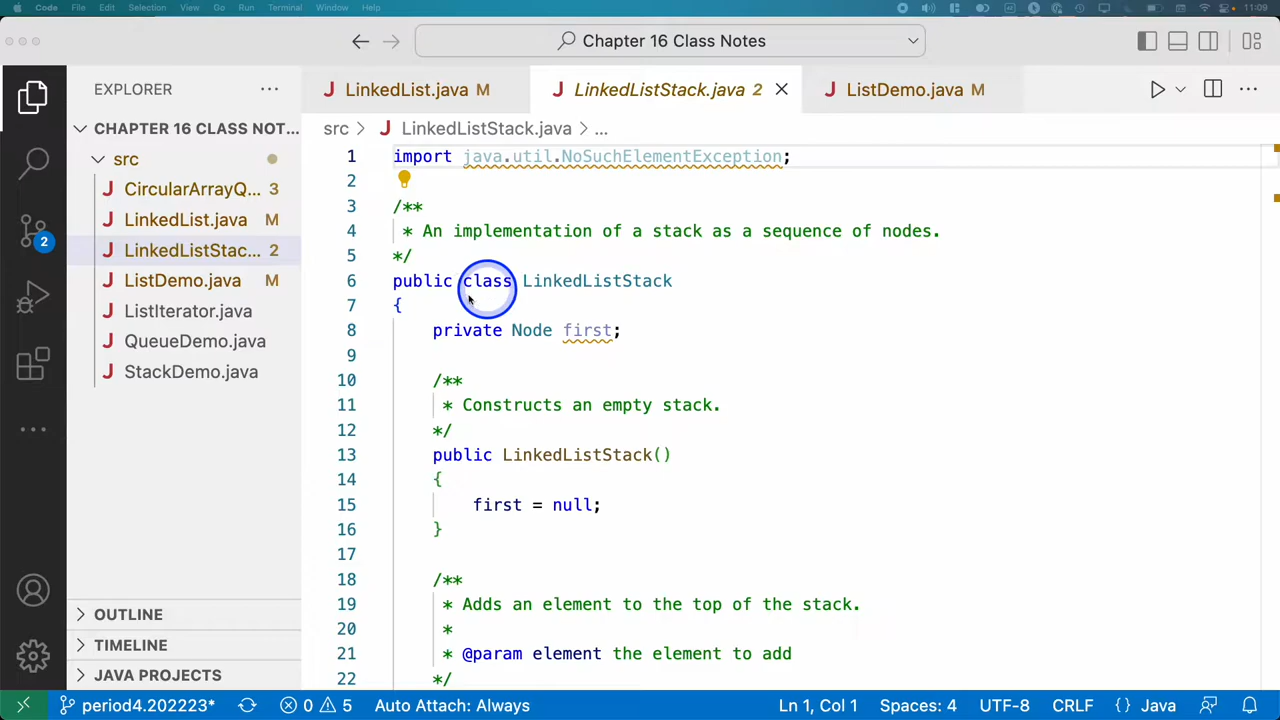 Code File Edit Selection View Go Run Terminal Window Help 11:09
Chapter 16 Class Notes
EXPLORER ...
LinkedList.java M
LinkedListStack.java 2
ListDemo.java M
CHAPTER 16 CLASS NOT...
src
CircularArrayQ... 3
LinkedList.java M
LinkedListStac... 2
ListDemo.java M
ListIterator.java
QueueDemo.java
StackDemo.java
OUTLINE
TIMELINE
JAVA PROJECTS
2
src > LinkedListStack.java > ...
1 import java.util.NoSuchElementException;
2
3 /**
4 * An implementation of a stack as a sequence of nodes.
5 */
6 public class LinkedListStack
7 {
8 private Node first;
9
10 /**
11 * Constructs an empty stack.
12 */
13 public LinkedListStack()
14 {
15 first = null;
16 }
17
18 /**
19 * Adds an element to the top of the stack.
20 *
21 * @param element the element to add
22 */
period4.202223* 0 5 Auto Attach: Always Ln 1, Col 1 Spaces: 4 UTF-8 CRLF {} Java